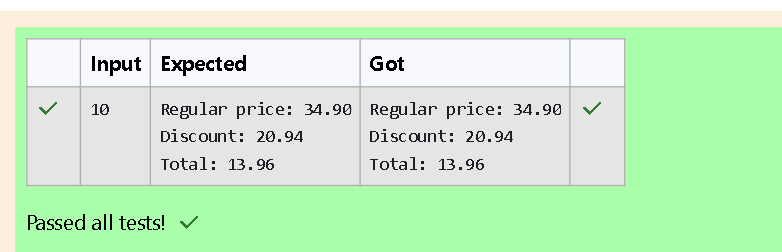 Input Expected Got
10 Regular price: 34.90 Regular price: 34.90
Discount: 20.94 Discount: 20.94
Total: 13.96 Total: 13.96
Passed all tests!